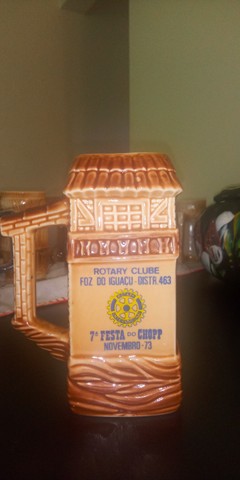 ROTARY CLUBE
FOZ. DO IGUAÇU - DISTR. 463
7ª FESTA DO CHOPP
NOVEMBRO - 73